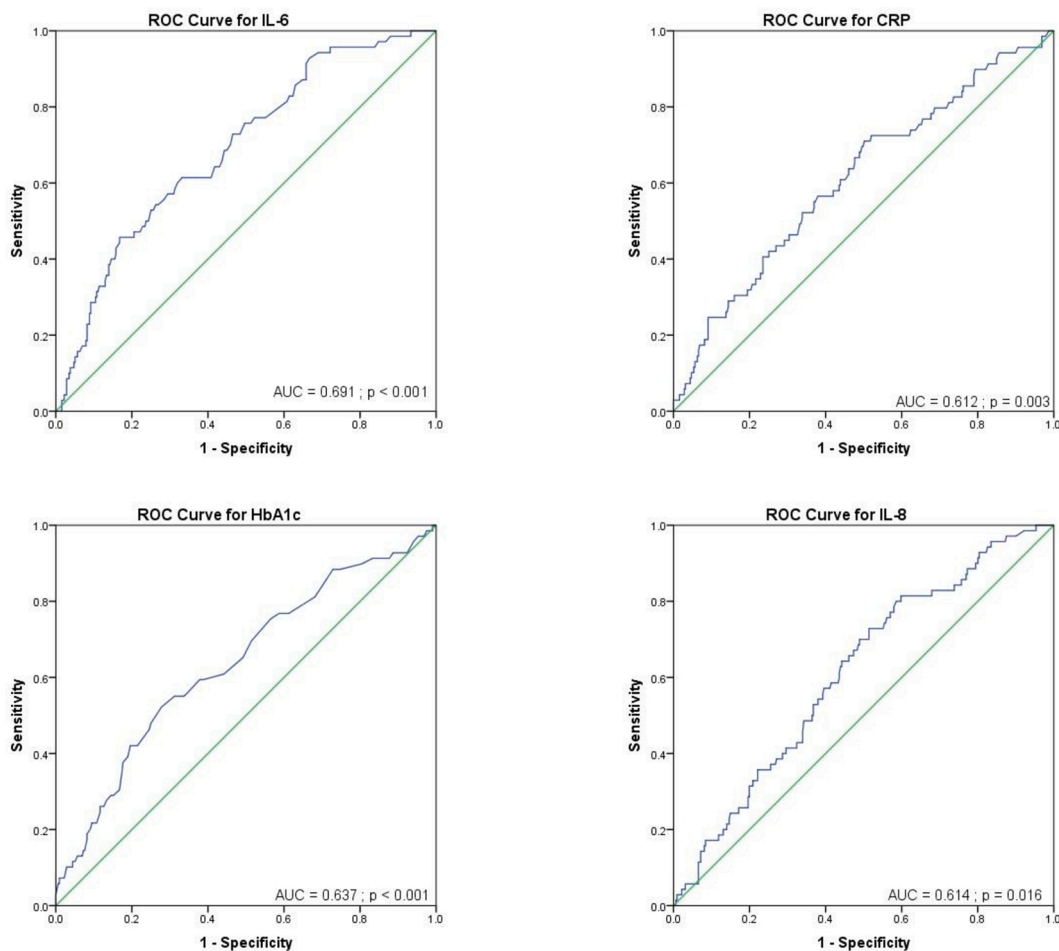 ROC Curve for IL-6
1.0
0.8
0.6
0.4
0.2
0.0
Sensitivity
AUC = 0.691 ; p < 0.001
0.0 0.2 0.4 0.6 0.8 1.0
1 - Specificity
ROC Curve for CRP
1.0
0.8
0.6
0.4
0.2
0.0
Sensitivity
AUC = 0.612 ; p = 0.003
0.0 0.2 0.4 0.6 0.8 1.0
1 - Specificity
ROC Curve for HbA1c
1.0
0.8
0.6
0.4
0.2
0.0
Sensitivity
AUC = 0.637 ; p < 0.001
0.0 0.2 0.4 0.6 0.8 1.0
1 - Specificity
ROC Curve for IL-8
1.0
0.8
0.6
0.4
0.2
0.0
Sensitivity
AUC = 0.614 ; p = 0.016
0.0 0.2 0.4 0.6 0.8 1.0
1 - Specificity